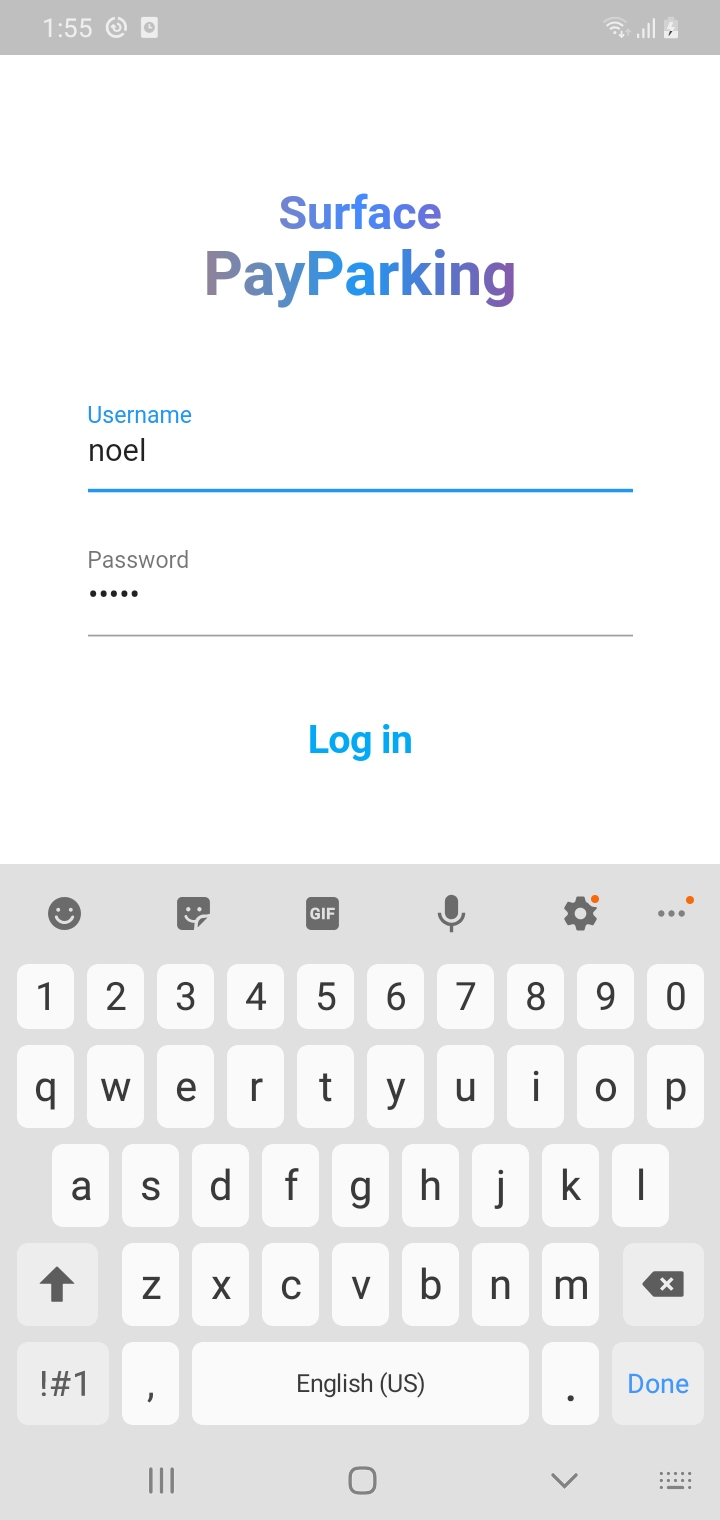 1:55
Surface
PayParking
Username
noel
Password
•••••
Log in
GIF
1 2 3 4 5 6 7 8 9 0
q w e r t y u i o p
a s d f g h j k l
z x c v b n m
!#1 , English (US) . Done